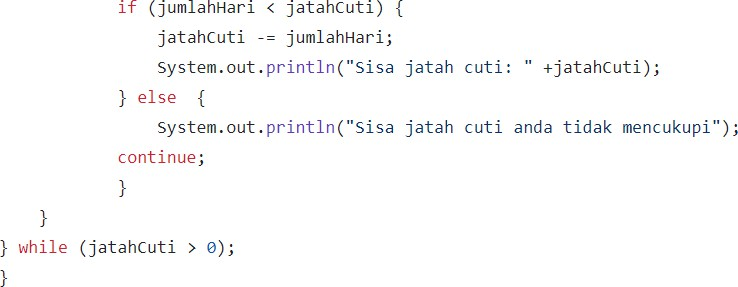 if (jumlahHari < jatahCuti) {
jatahCuti -= jumlahHari;
System.out.println("Sisa jatah cuti: " +jatahCuti);
} else  {
System.out.println("Sisa jatah cuti anda tidak mencukupi");
continue;
}
}
} while (jatahCuti > 0);
}